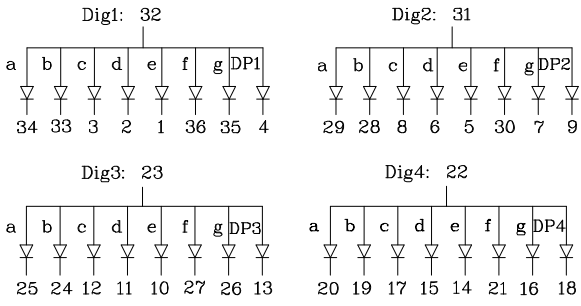 Dig1: 32 Dig2: 31
a b c d e f g DP1 a b c d e f g DP2
34 33 3 2 1 36 35 4 29 28 8 6 5 30 7 9
Dig3: 23 Dig4: 22
a b c d e f g DP3 a b c d e f g DP4
25 24 12 11 10 27 26 13 20 19 17 15 14 21 16 18